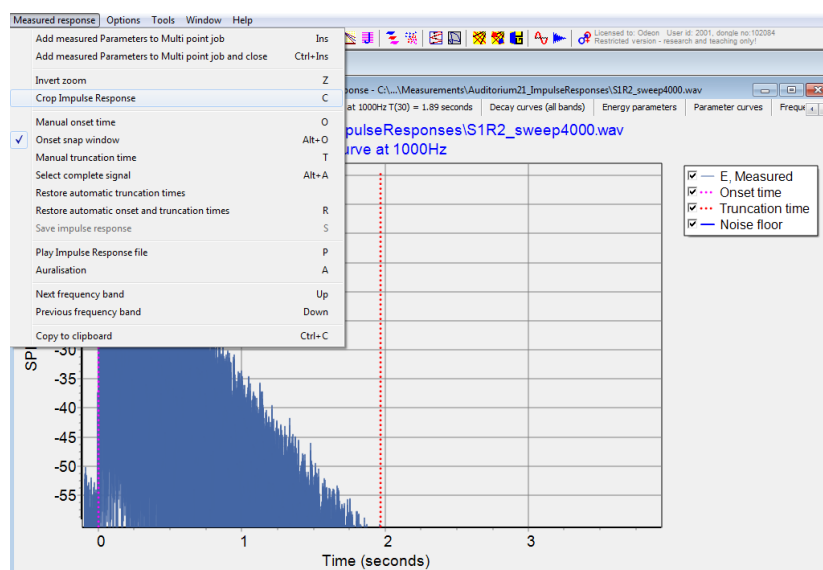 Measured response Options Tools Window Help
Add measured Parameters to Multi point job Ins
Add measured Parameters to Multi point job and close Ctrl+Ins
Invert zoom Z
Crop Impulse Response C
Manual onset time O
Onset snap window Alt+O
Manual truncation time T
Select complete signal Alt+A
Restore automatic truncation times
Restore automatic onset and truncation times R
Save impulse response S
Play Impulse Response file P
Auralisation A
Next frequency band Up
Previous frequency band Down
Copy to clipboard Ctrl+C
Licensed to: Odeon User id: 2001, dongle no:102084
Restricted version - research and teaching only!
onse - C:\...\Measurements\Auditorium21_ImpulseResponses\S1R2_sweep4000.wav
at 1000Hz T(30) = 1.89 seconds Decay curves (all bands) Energy parameters Parameter curves Freque
pulseResponses\S1R2_sweep4000.wav
urve at 1000Hz
E, Measured
Onset time
Truncation time
Noise floor
SP
-30
-35
-40
-45
-50
-55
0 1 2 3
Time (seconds)